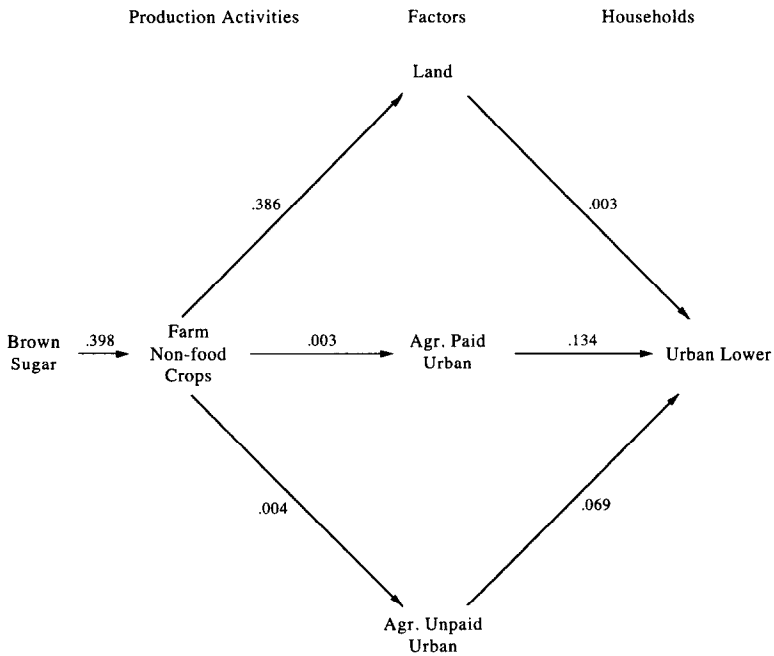 Production Activities Factors Households
Land
.386 .003
Brown
Sugar
.398
Farm
Non-food
Crops
.003
Agr. Paid
Urban
.134
Urban Lower
.004 .069
Agr. Unpaid
Urban